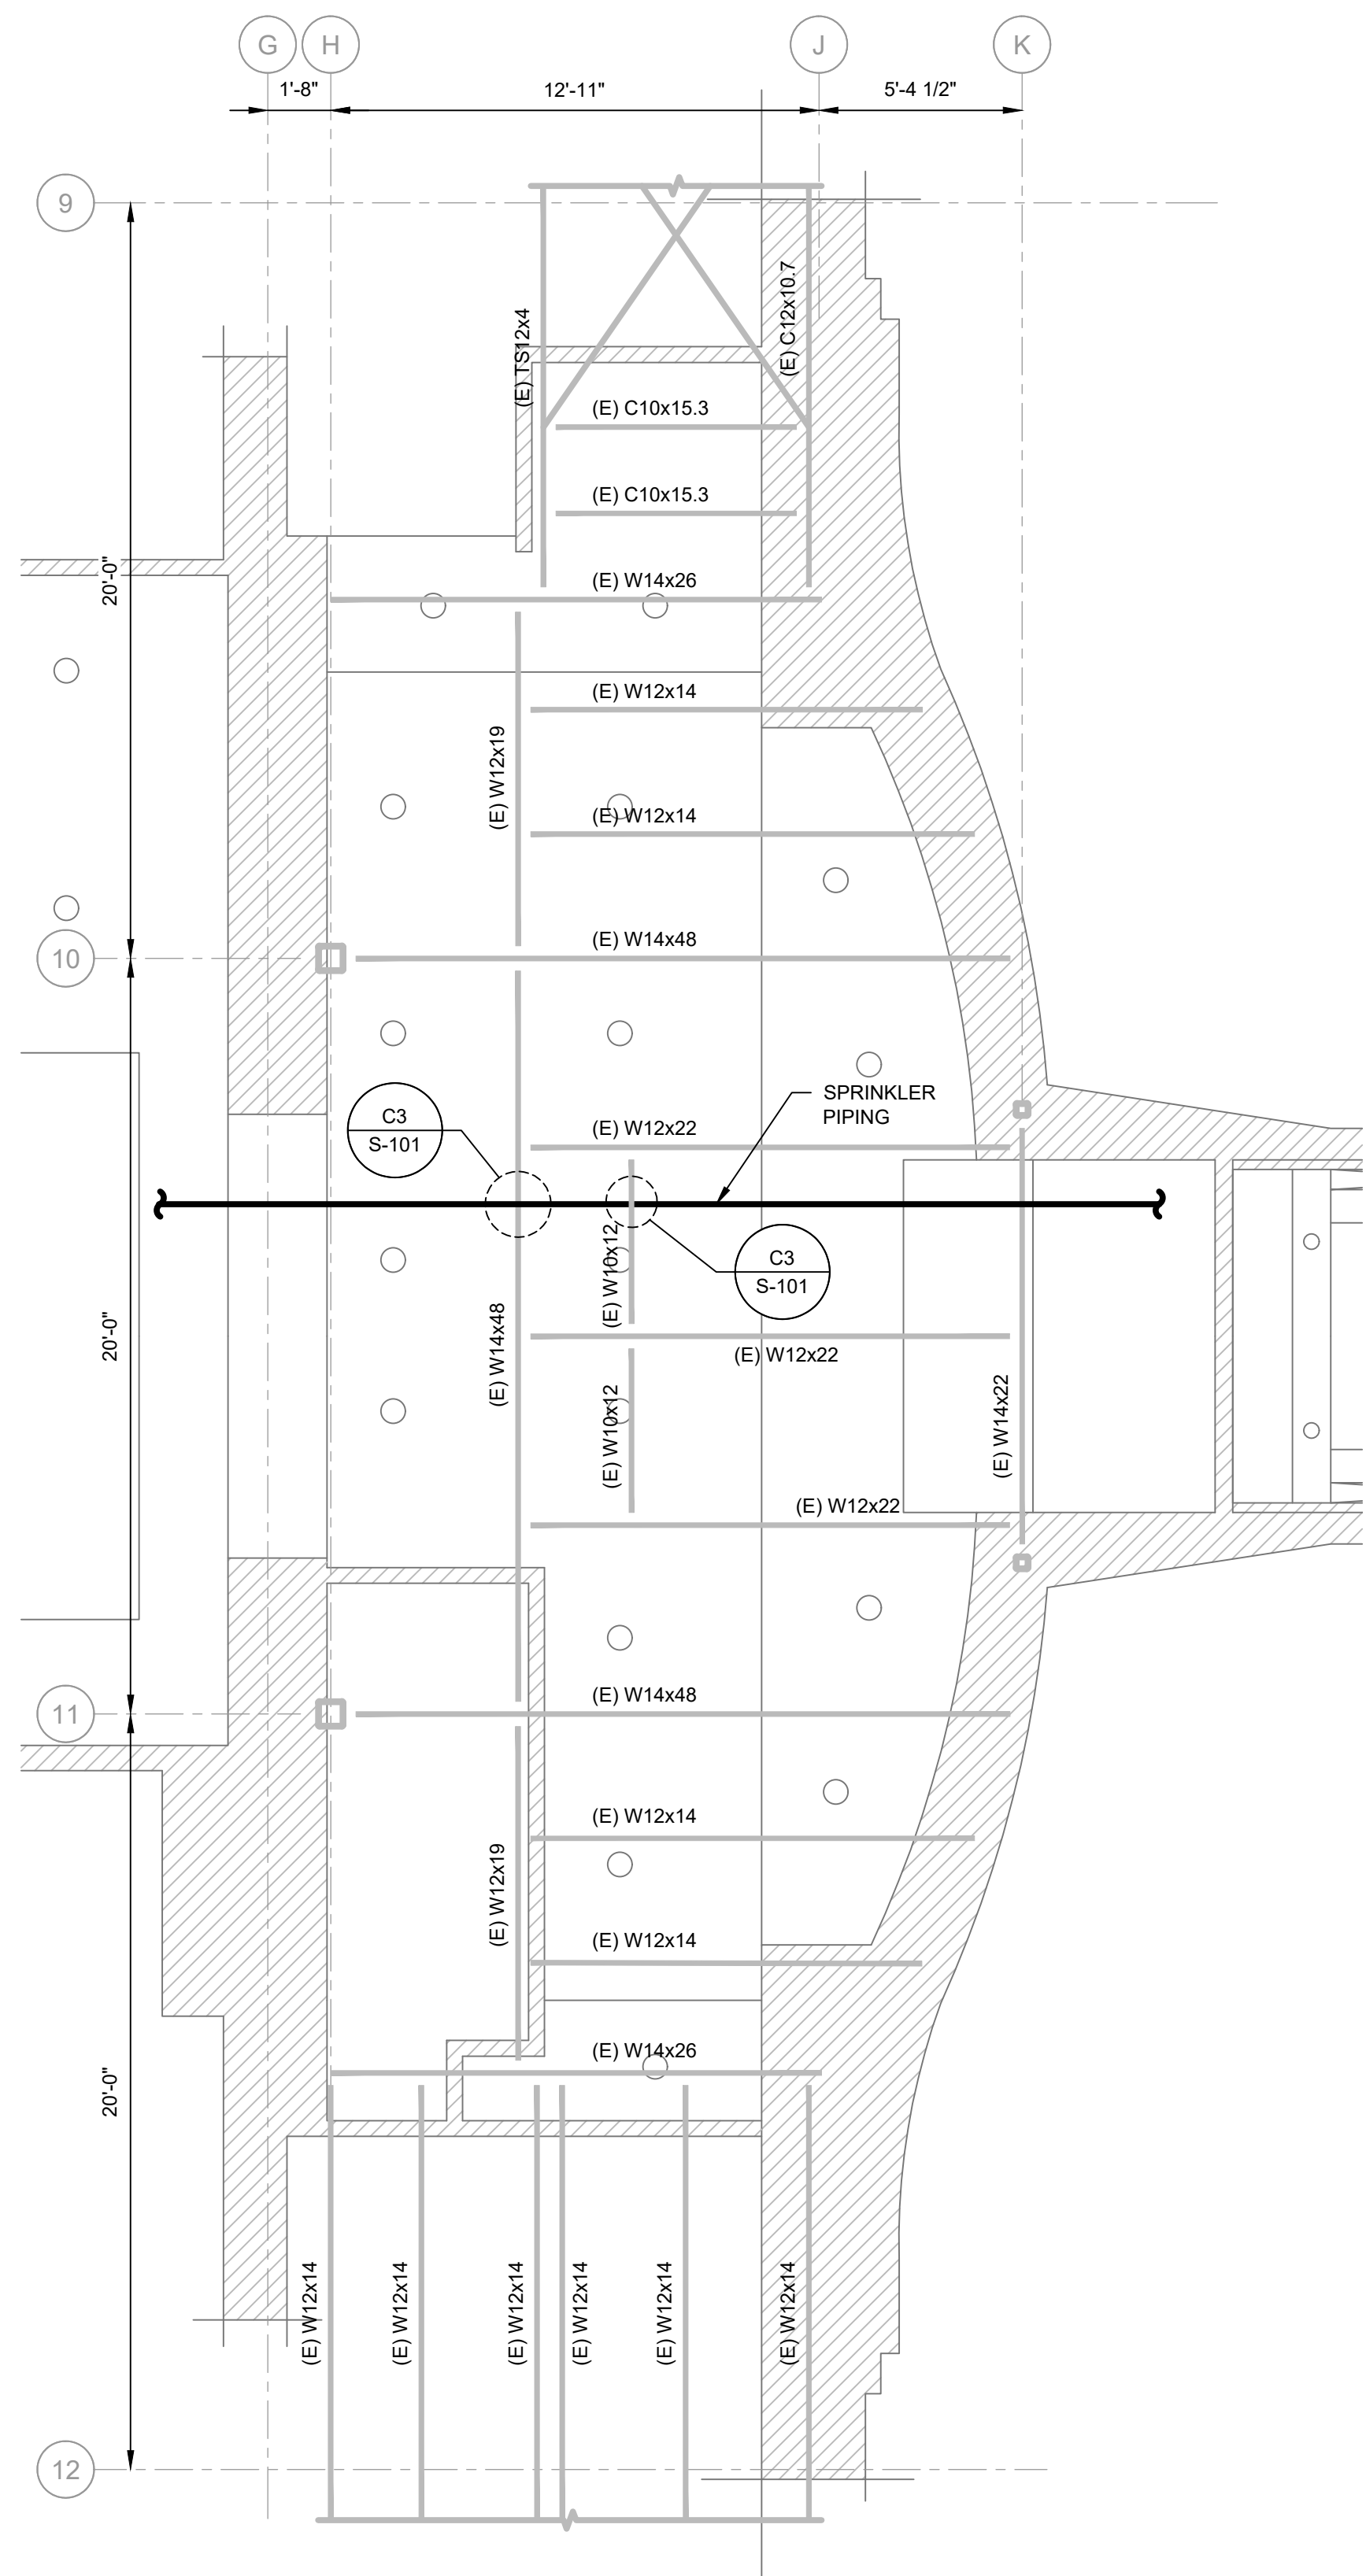 G
H
J
K
1'-8"
12'-11"
5'-4 1/2"
9
(E) TS12x4
(E) C12x10.7
(E) C10x15.3
(E) C10x15.3
20'-0"
(E) W14x26
(E) W12x14
(E) W12x19
(E) W12x14
10
(E) W14x48
SPRINKLER
PIPING
C3
S-101
(E) W12x22
C3
S-101
(E) W10x12
20'-0"
(E) W14x48
(E) W12x22
(E) W10x12
(E) W14x22
(E) W12x22
11
(E) W14x48
(E) W12x14
(E) W12x19
(E) W12x14
(E) W14x26
20'-0"
(E) W12x14
(E) W12x14
(E) W12x14
(E) W12x14
(E) W12x14
(E) W12x14
12